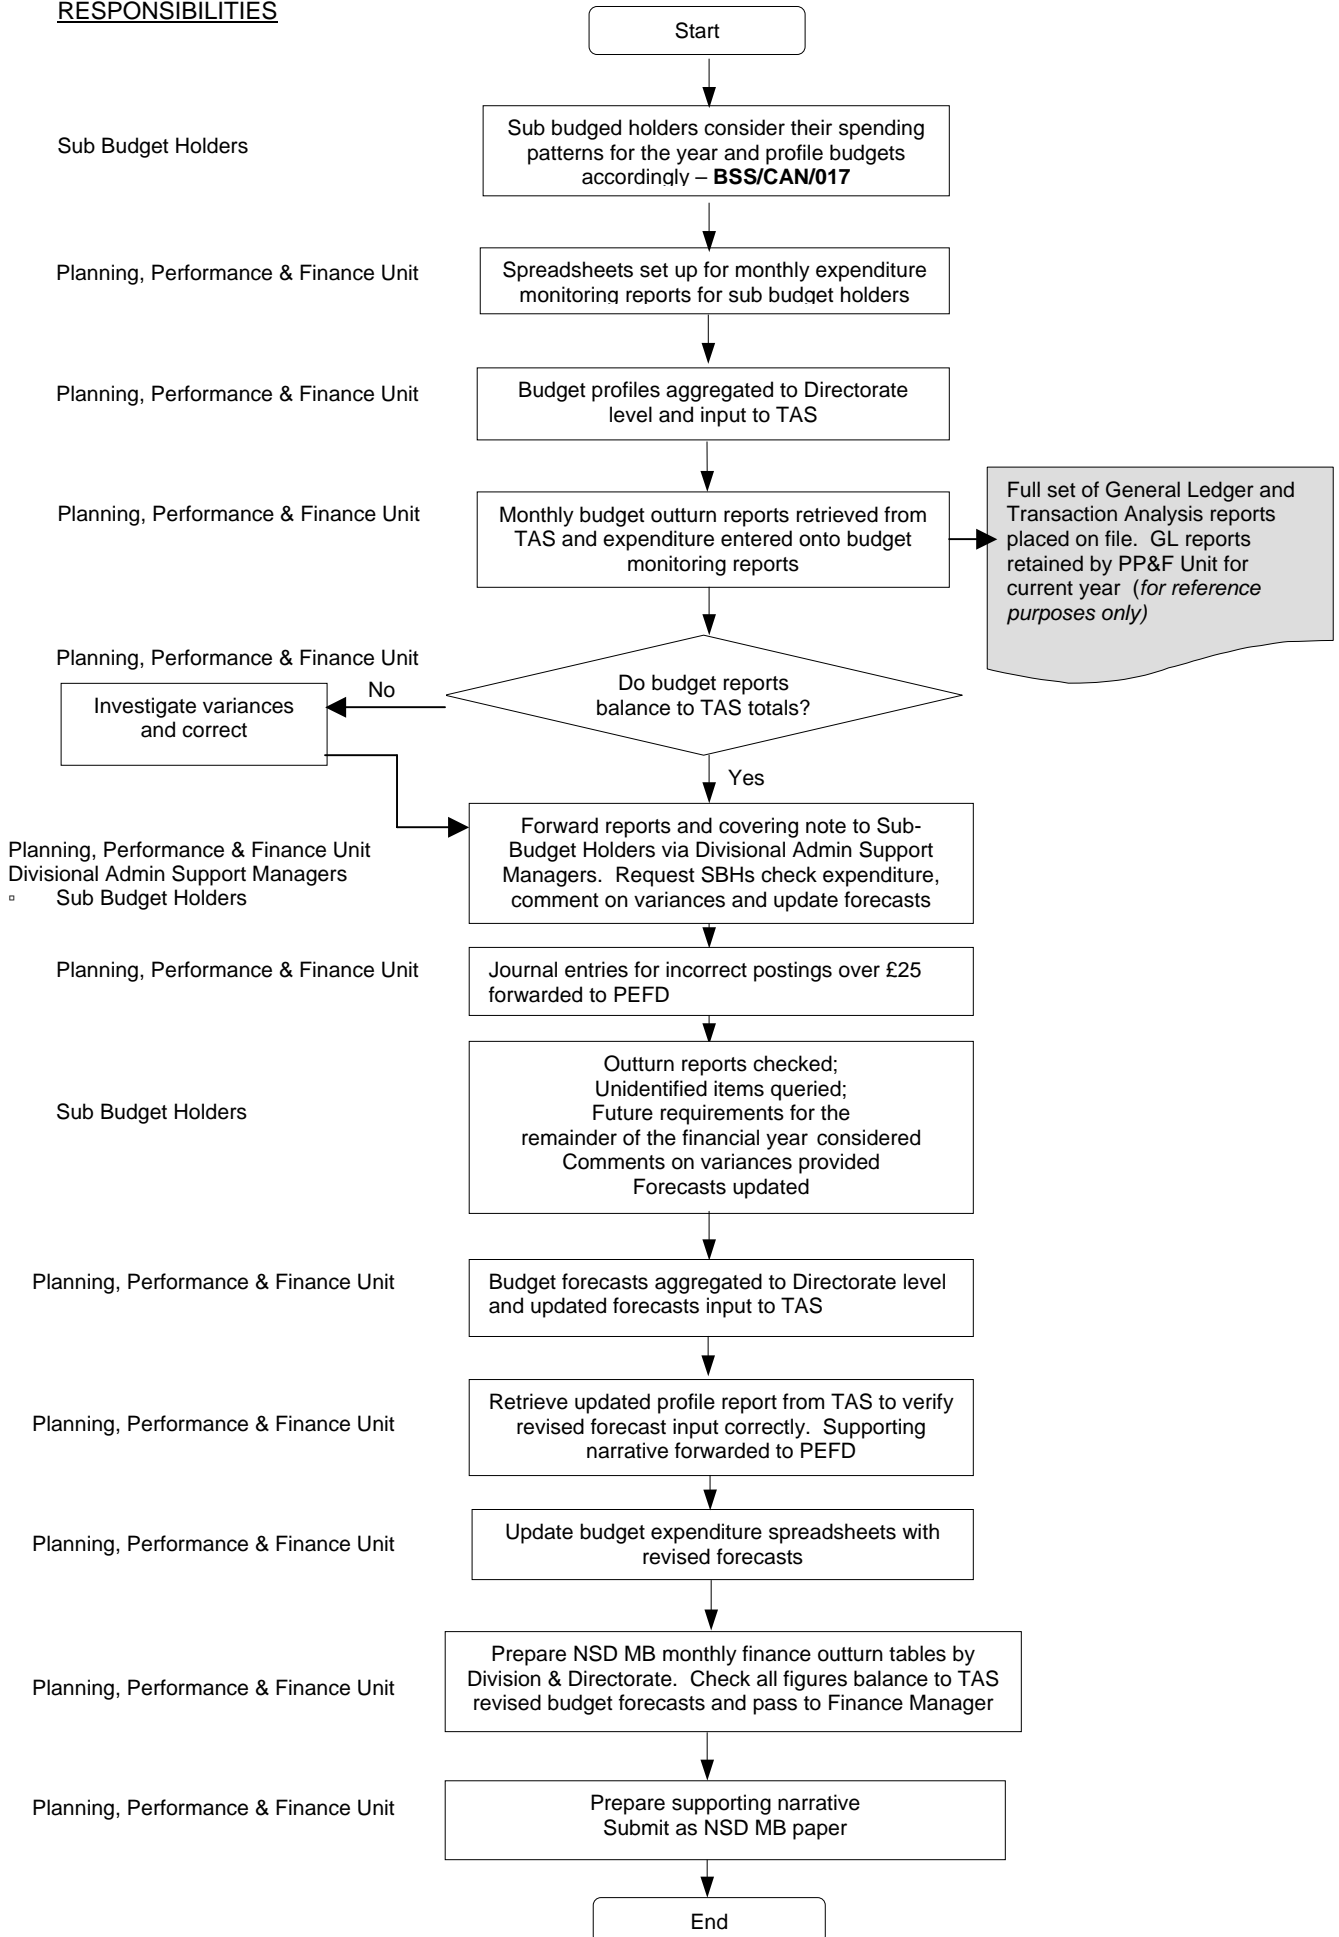 RESPONSIBILITIES
Start
Sub Budget Holders
Sub budged holders consider their spending
patterns for the year and profile budgets
accordingly – BSS/CAN/017
Planning, Performance & Finance Unit
Spreadsheets set up for monthly expenditure
monitoring reports for sub budget holders
Planning, Performance & Finance Unit
Budget profiles aggregated to Directorate
level and input to TAS
Planning, Performance & Finance Unit
Monthly budget outturn reports retrieved from
TAS and expenditure entered onto budget
monitoring reports
Full set of General Ledger and
Transaction Analysis reports
placed on file. GL reports
retained by PP&F Unit for
current year (for reference
purposes only)
Planning, Performance & Finance Unit
Do budget reports
balance to TAS totals?
No
Investigate variances
and correct
Yes
Planning, Performance & Finance Unit
Divisional Admin Support Managers
▫ Sub Budget Holders
Forward reports and covering note to Sub-
Budget Holders via Divisional Admin Support
Managers. Request SBHs check expenditure,
comment on variances and update forecasts
Planning, Performance & Finance Unit
Journal entries for incorrect postings over £25
forwarded to PEFD
Sub Budget Holders
Outturn reports checked;
Unidentified items queried;
Future requirements for the
remainder of the financial year considered
Comments on variances provided
Forecasts updated
Planning, Performance & Finance Unit
Budget forecasts aggregated to Directorate level
and updated forecasts input to TAS
Planning, Performance & Finance Unit
Retrieve updated profile report from TAS to verify
revised forecast input correctly. Supporting
narrative forwarded to PEFD
Planning, Performance & Finance Unit
Update budget expenditure spreadsheets with
revised forecasts
Planning, Performance & Finance Unit
Prepare NSD MB monthly finance outturn tables by
Division & Directorate. Check all figures balance to TAS
revised budget forecasts and pass to Finance Manager
Planning, Performance & Finance Unit
Prepare supporting narrative
Submit as NSD MB paper
End